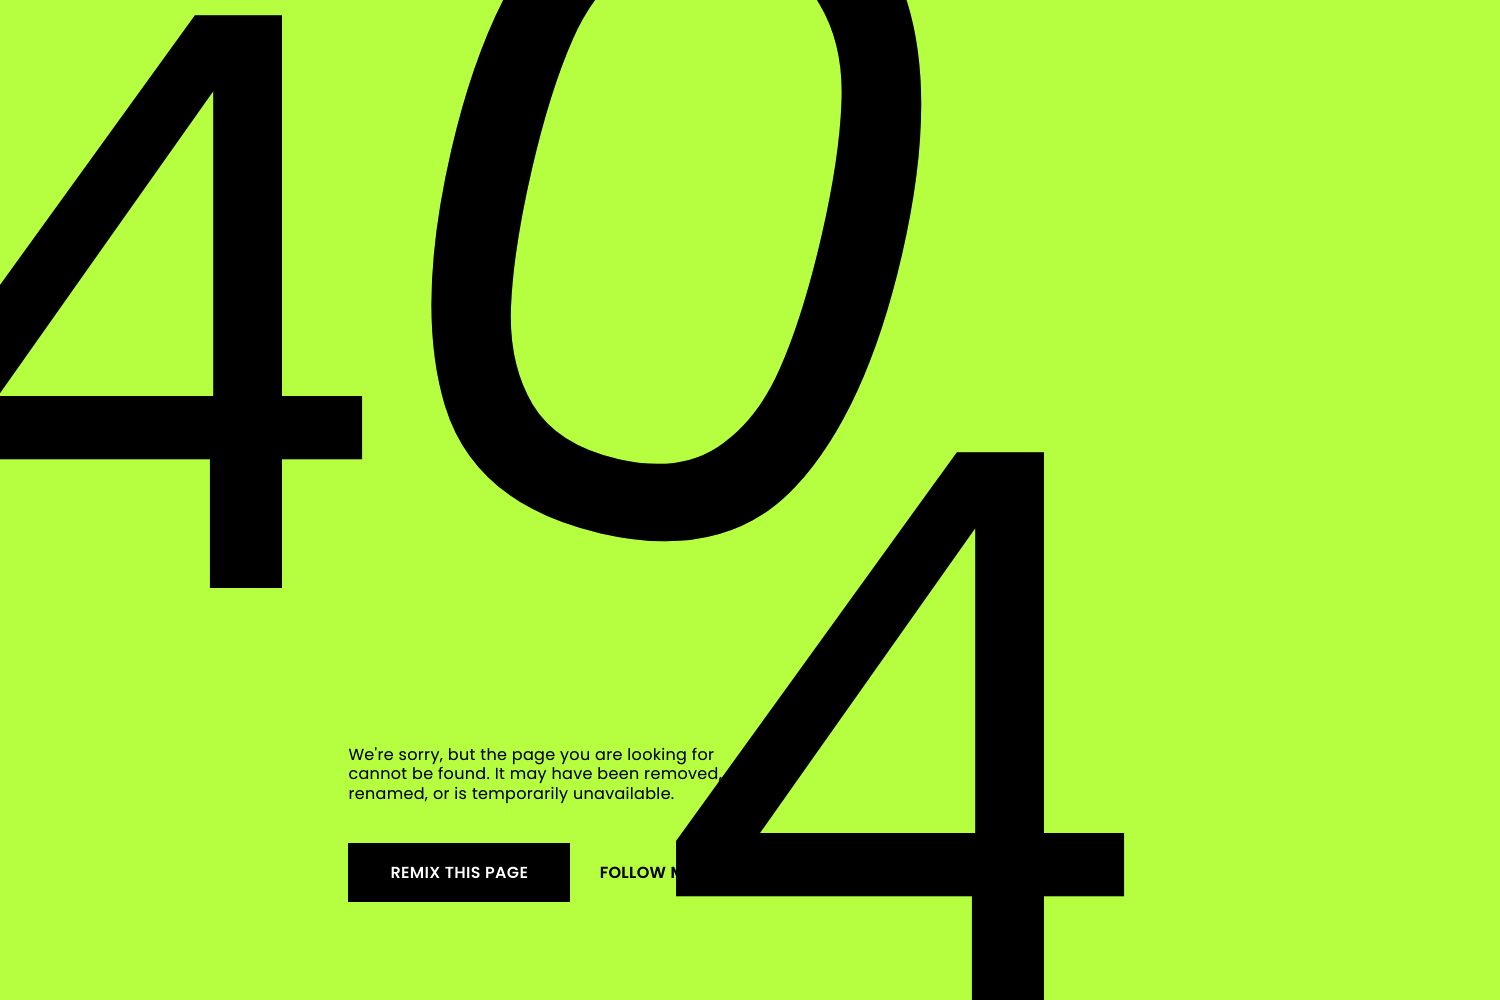 404
We're sorry, but the page you are looking for
cannot be found. It may have been removed,
renamed, or is temporarily unavailable.
REMIX THIS PAGE
FOLLOW